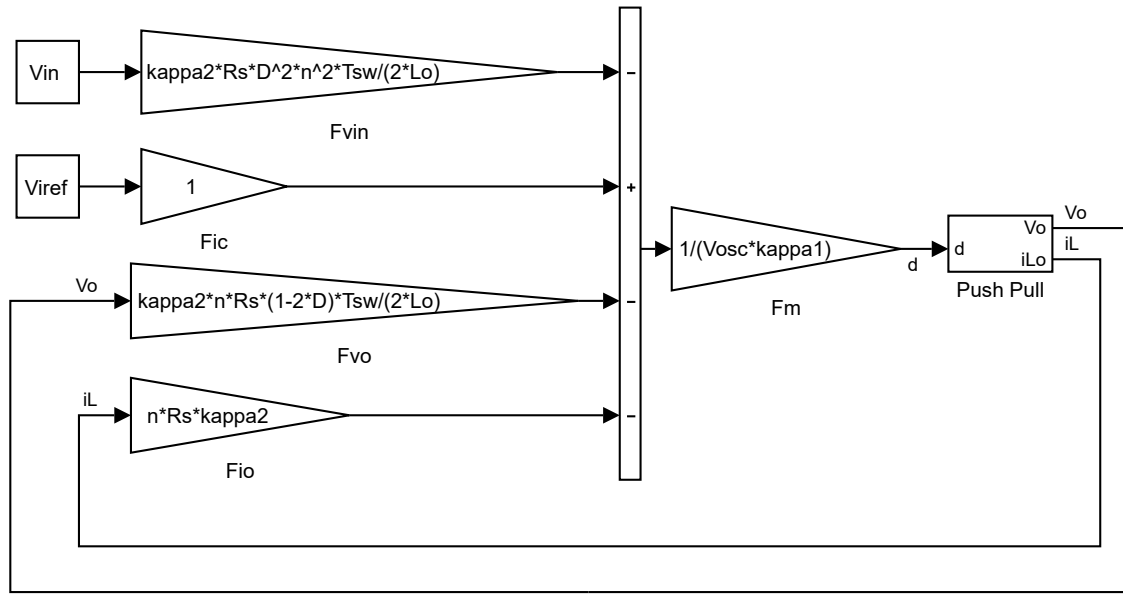 Vin
kappa2*Rs*D^2*n^2*Tsw/(2*Lo)
−
Fvin
Viref
1
+
Fic
Vo
kappa2*n*Rs*(1-2*D)*Tsw/(2*Lo)
−
Fvo
iL
n*Rs*kappa2
−
Fio
1/(Vosc*kappa1)
Fm
d
d
Vo
iLo
Push Pull
Vo
iL